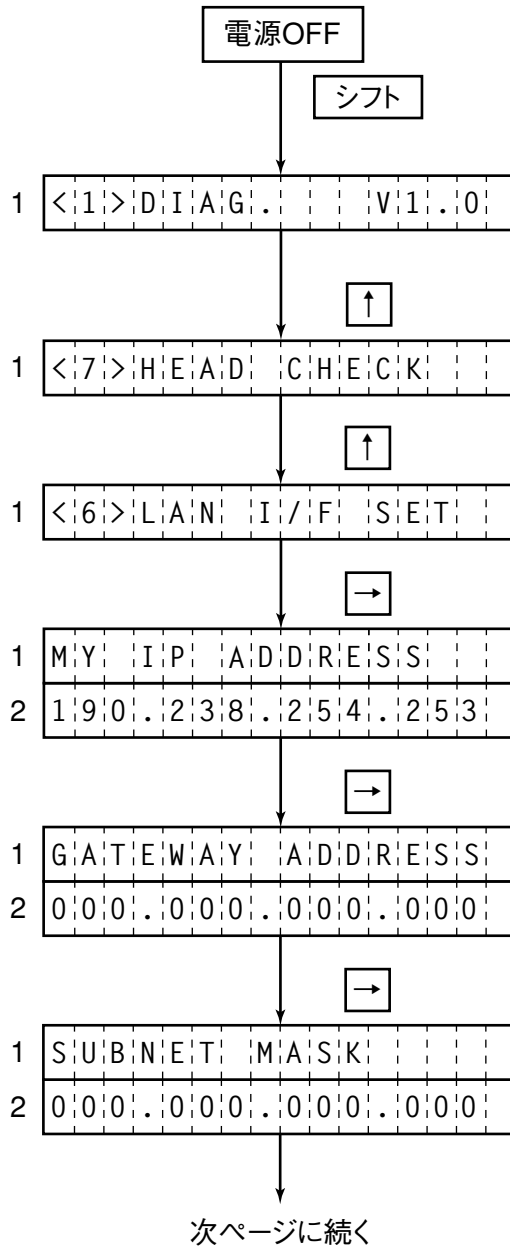 電源OFF
シフト
1 <1>DIAG.   V1.0
↑
1 <7>HEAD CHECK
↑
1 <6>LAN I/F SET
→
1 MY IP ADDRESS
2 190.238.254.253
→
1 GATEWAY ADDRESS
2 000.000.000.000
→
1 SUBNET MASK
2 000.000.000.000
次ページに続く